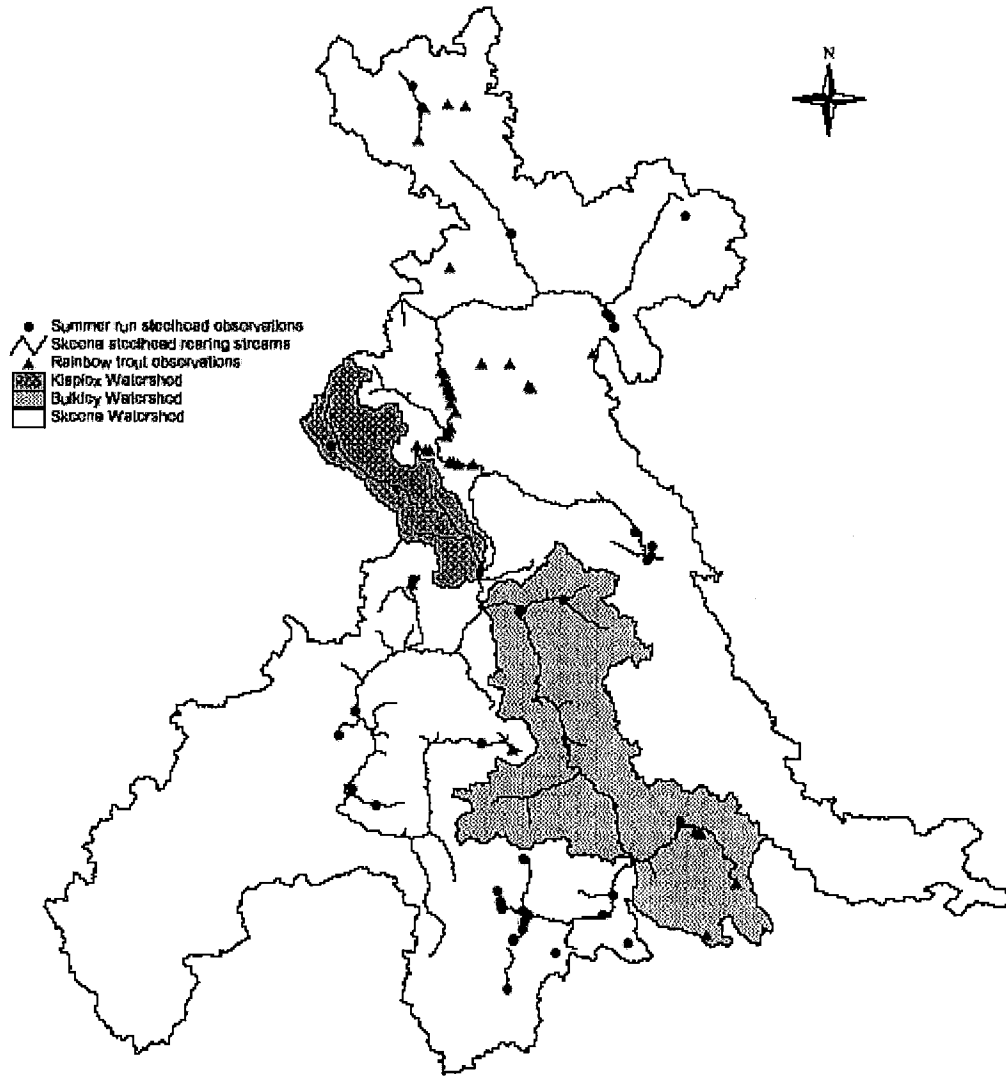 N
Summer run steelhead observations
Skeena steelhead rearing streams
Rainbow trout observations
Kispiox Watershed
Bulkley Watershed
Skeena Watershed